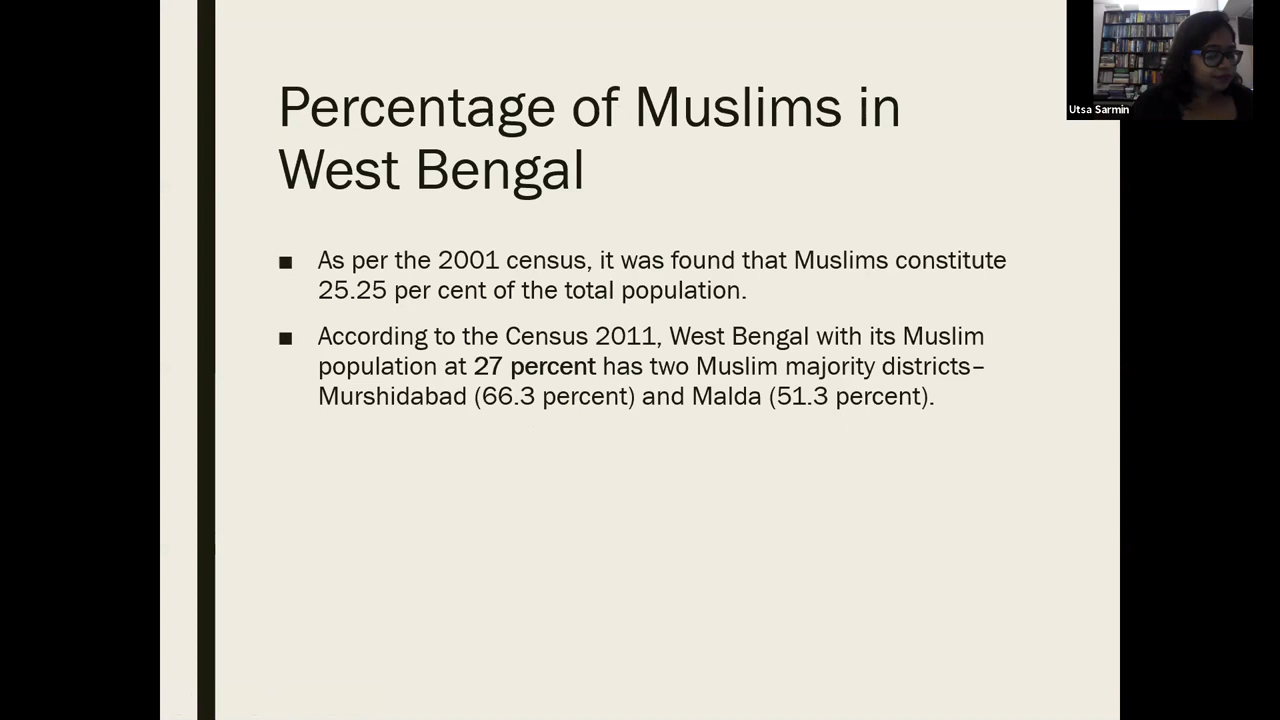 Percentage of Muslims in
West Bengal
■ As per the 2001 census, it was found that Muslims constitute
25.25 per cent of the total population.
■ According to the Census 2011, West Bengal with its Muslim
population at 27 percent has two Muslim majority districts–
Murshidabad (66.3 percent) and Malda (51.3 percent).
Utsa Sarmin